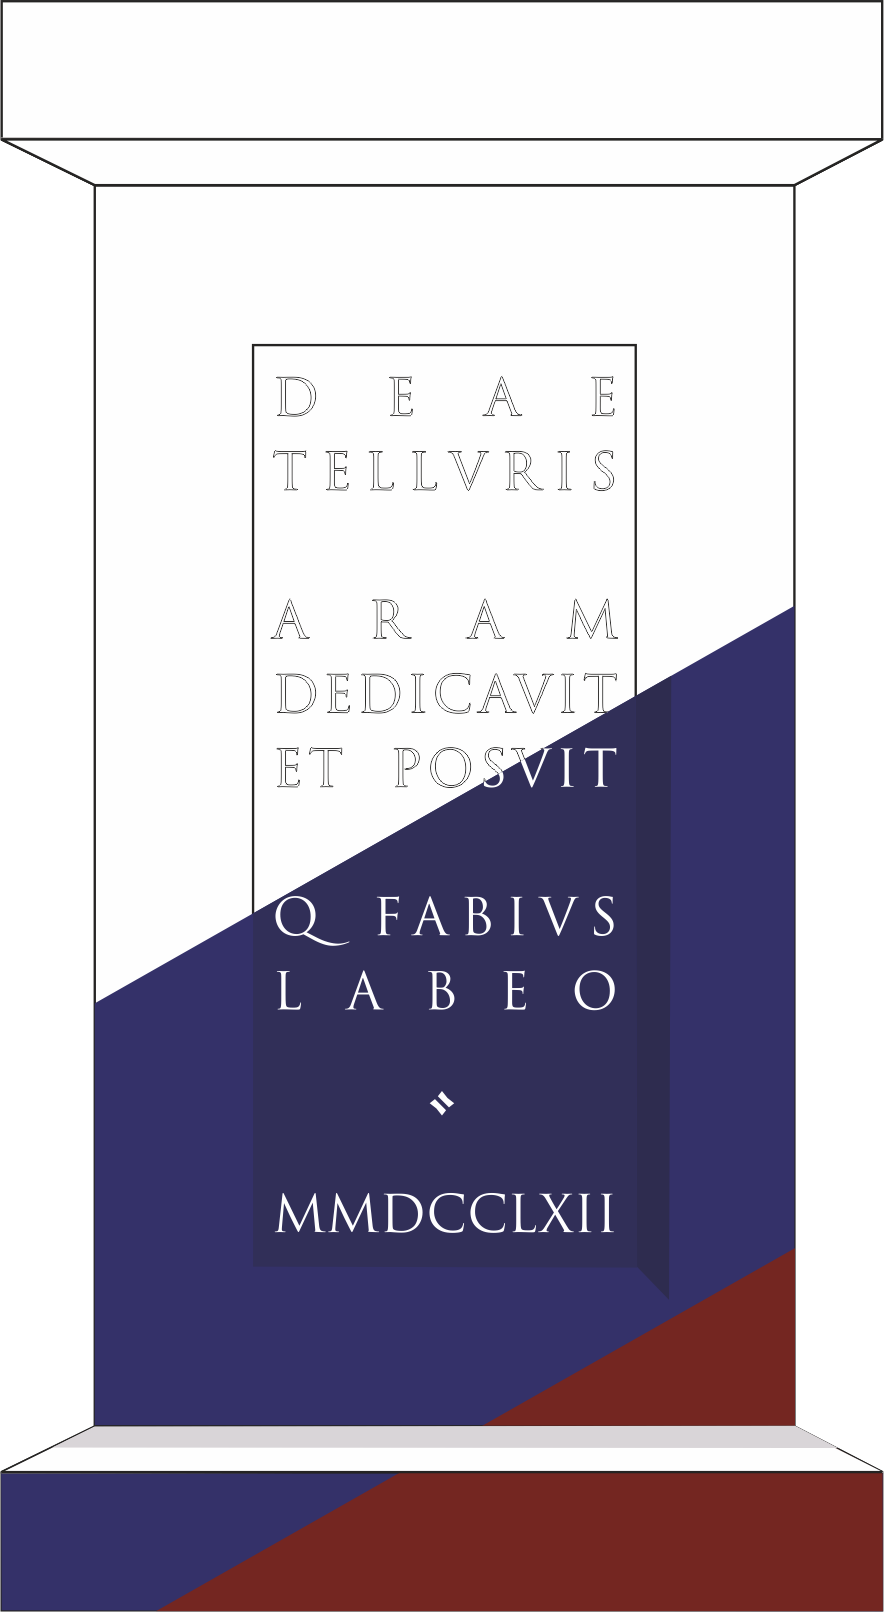 DEAE
TELLVRIS
ARAM
DEDICAVIT
ET POSVIT
Q FABIVS
LABEO
MMDCCLXII